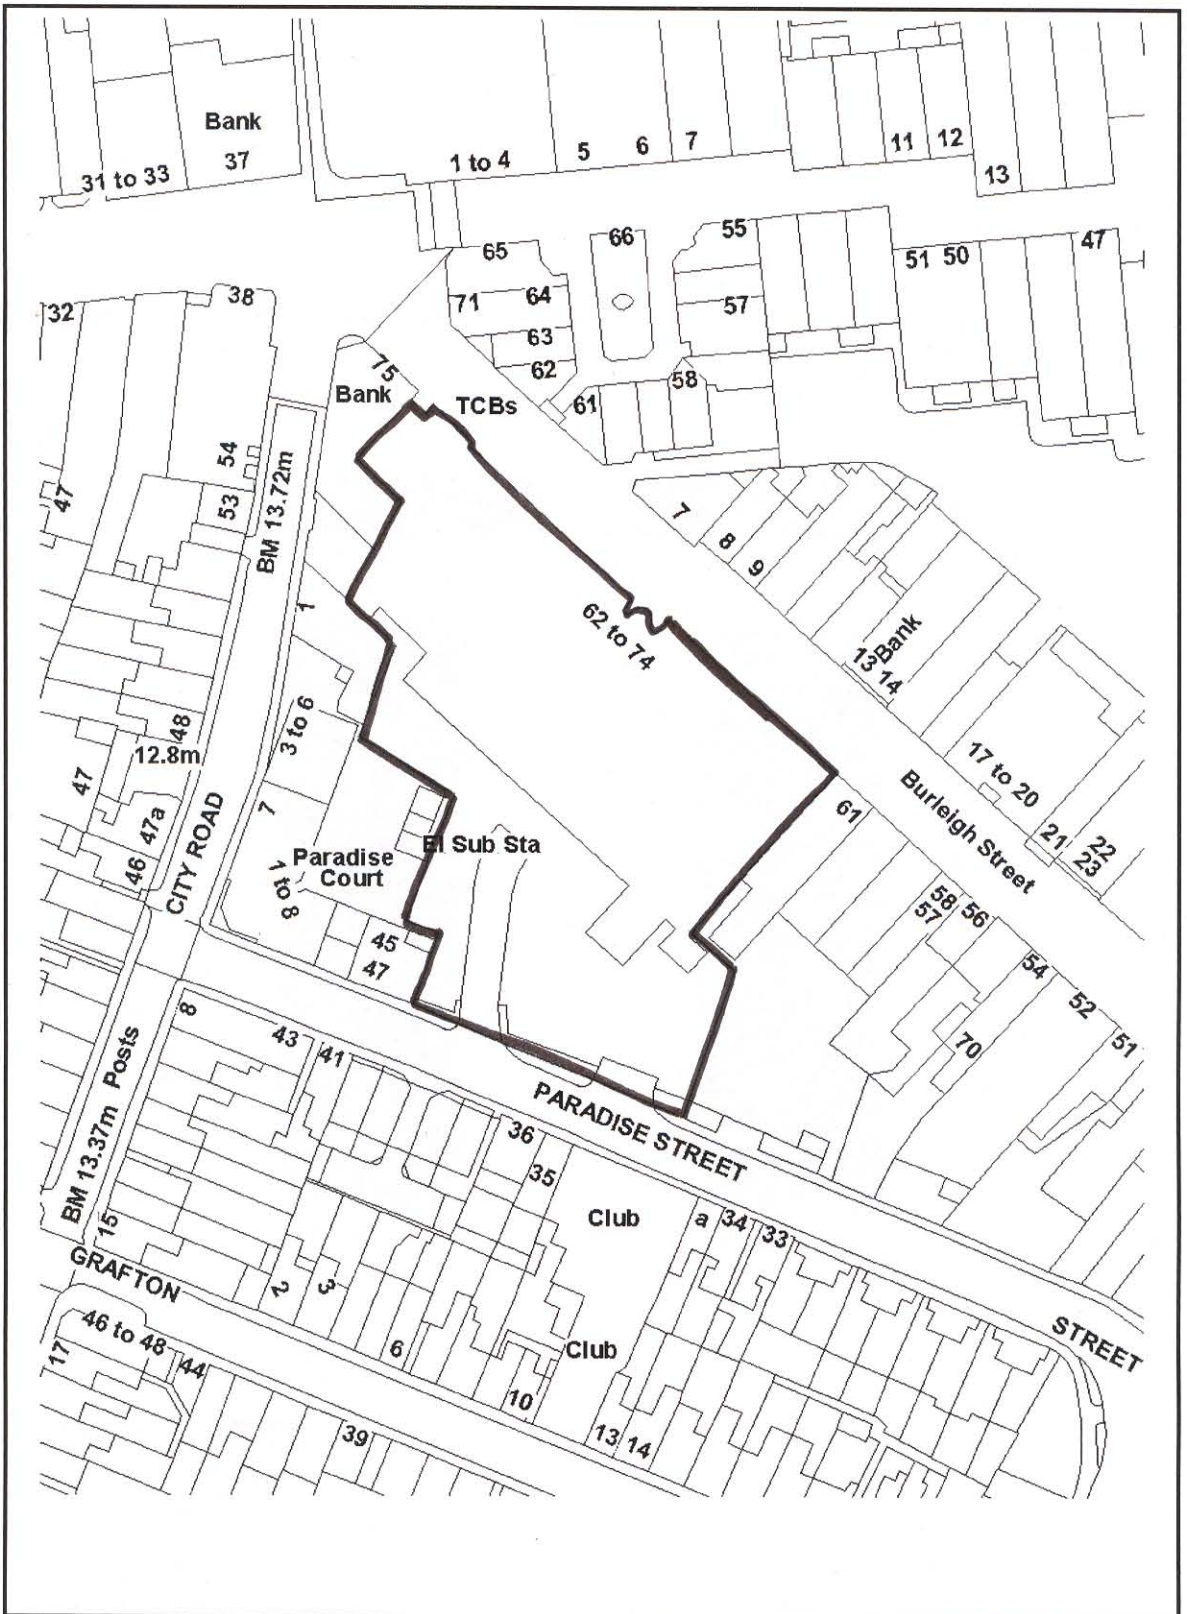 Bank
37
31 to 33
1 to 4
5
6
7
11
12
13
65
66
55
51
50
47
32
38
71
64
57
63
62
75
Bank
TCBs
61
58
54
47
53
BM 13.72m
7
8
9
1
62 to 74
Bank
13
14
3 to 6
48
12.8m
47
17 to 20
Burleigh Street
7
47a
CITY ROAD
46
61
21
22
23
El Sub Sta
Paradise
Court
1 to 8
45
47
58
57
56
54
52
51
70
8
43
41
Posts
BM 13.37m
PARADISE STREET
36
35
Club
a
34
33
15
GRAFTON
2
3
6
46 to 48
17
44
Club
10
13
14
39
STREET